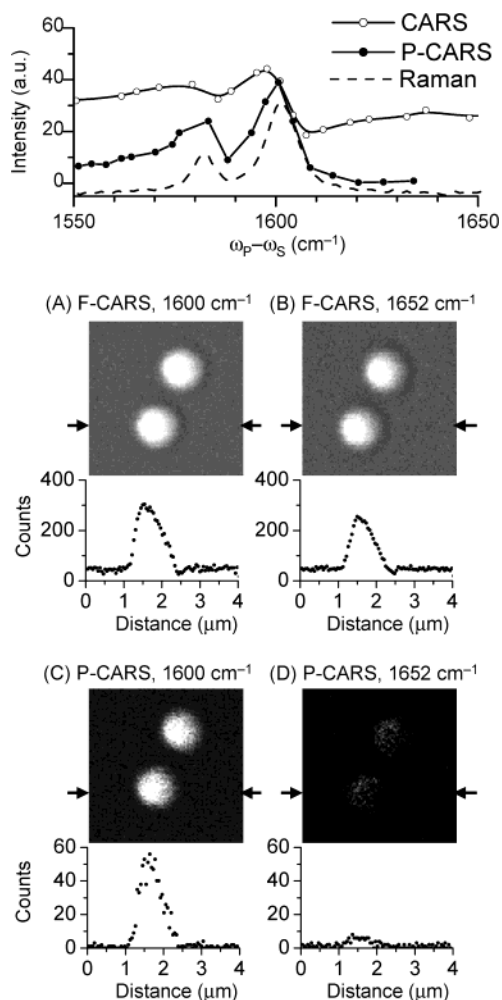 CARS
P-CARS
Raman
Intensity (a.u.)
60
40
20
0
1550 1600 1650
ω_P−ω_S (cm⁻¹)
(A) F-CARS, 1600 cm⁻¹ (B) F-CARS, 1652 cm⁻¹
Counts
400 400
200 200
0 0
0 1 2 3 4 0 1 2 3 4
Distance (μm) Distance (μm)
(C) P-CARS, 1600 cm⁻¹ (D) P-CARS, 1652 cm⁻¹
Counts
60 60
40 40
20 20
0 0
0 1 2 3 4 0 1 2 3 4
Distance (μm) Distance (μm)